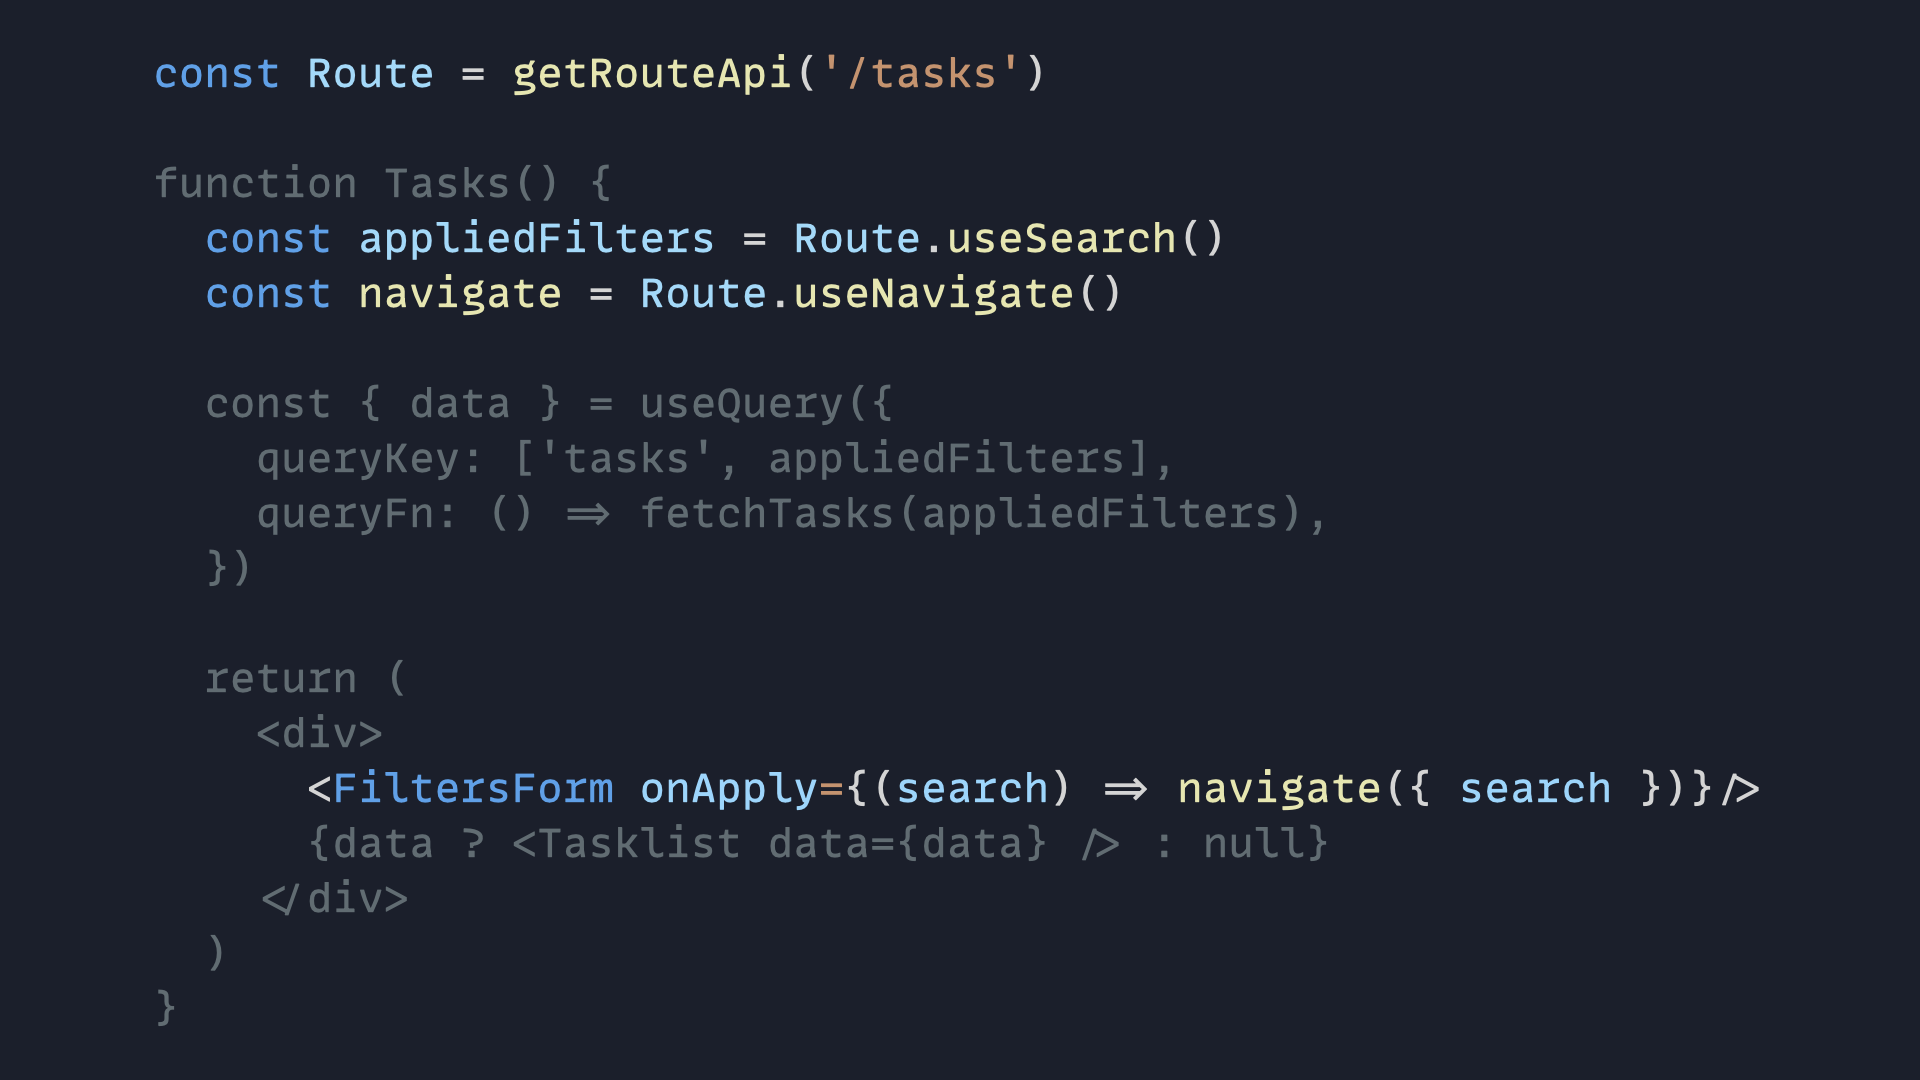 const Route = getRouteApi('/tasks')
function Tasks() {
const appliedFilters = Route.useSearch()
const navigate = Route.useNavigate()
const { data } = useQuery({
queryKey: ['tasks', appliedFilters],
queryFn: () => fetchTasks(appliedFilters),
})
return (
<div>
<FiltersForm onApply={(search) => navigate({ search })}/>
{data ? <Tasklist data={data} /> : null}
</div>
)
}